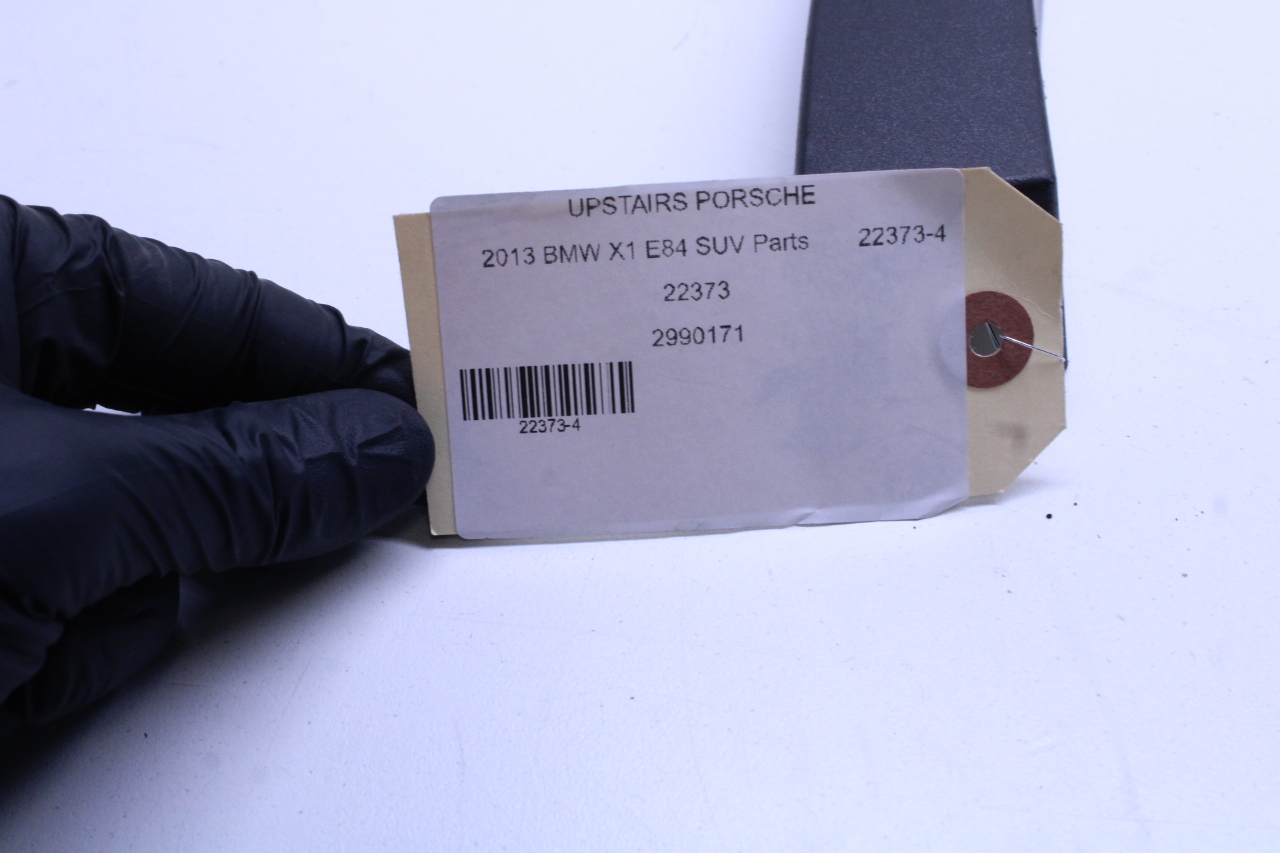 UPSTAIRS PORSCHE
2013 BMW X1 E84 SUV Parts 22373-4
22373
2990171
22373-4